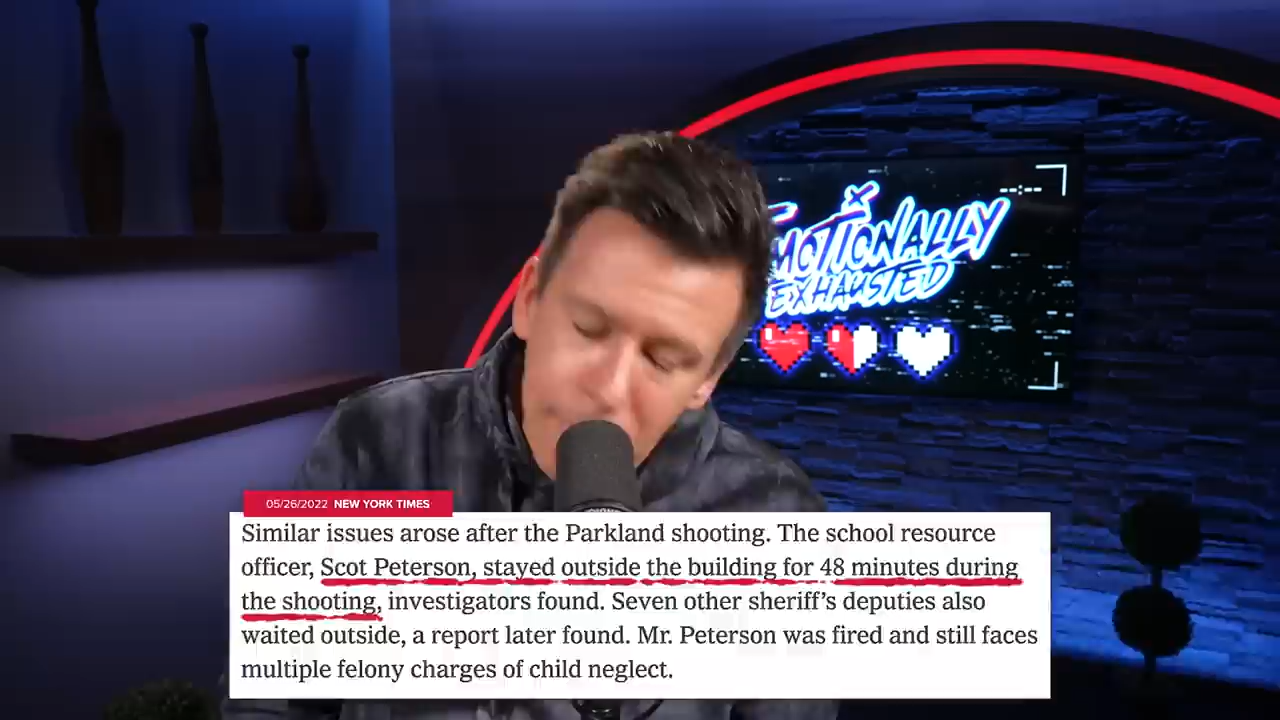 EMOTIONALLY
EXHAUSTED
05/26/2022 NEW YORK TIMES
Similar issues arose after the Parkland shooting. The school resource
officer, Scot Peterson, stayed outside the building for 48 minutes during
the shooting, investigators found. Seven other sheriff’s deputies also
waited outside, a report later found. Mr. Peterson was fired and still faces
multiple felony charges of child neglect.